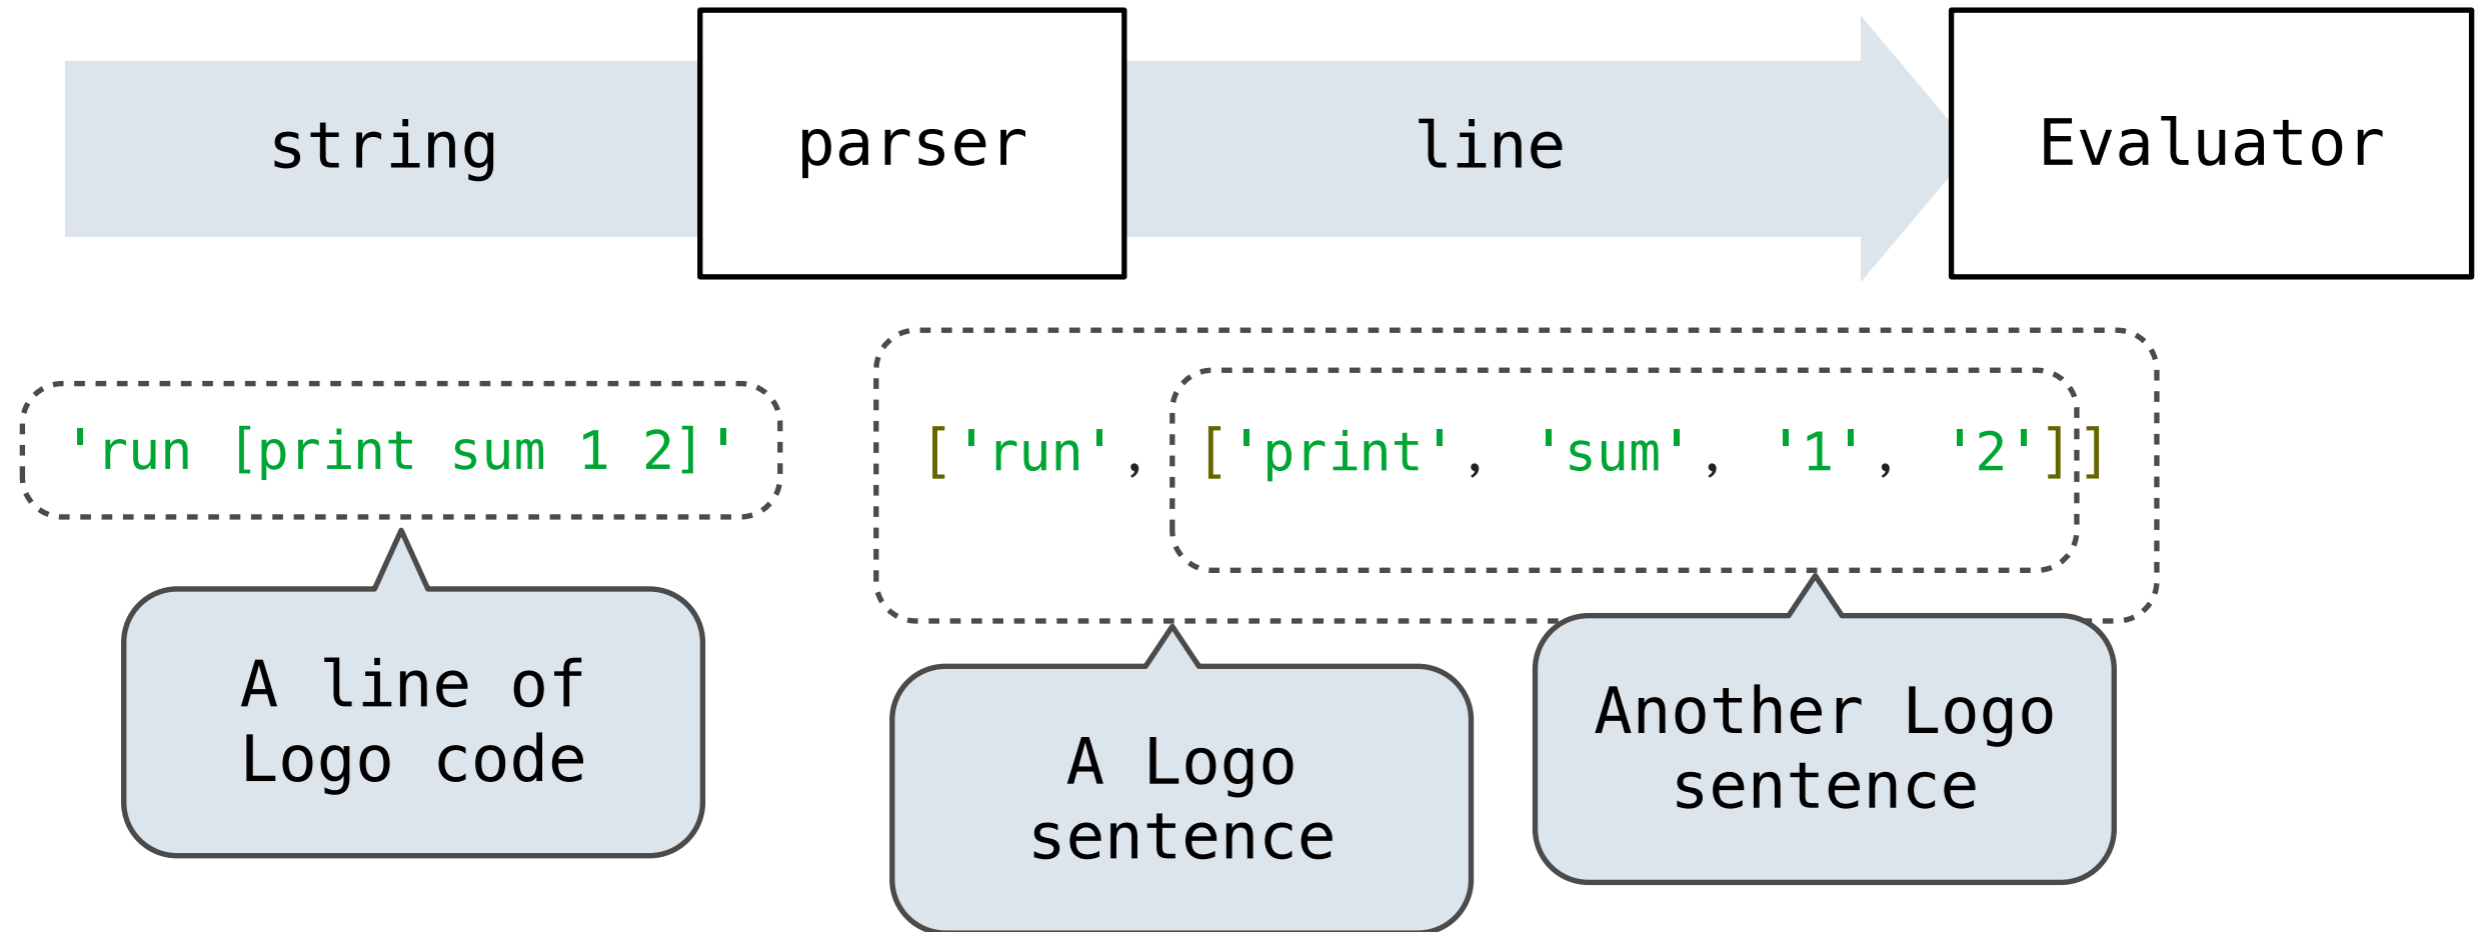 string
parser
line
Evaluator
'run [print sum 1 2]'
['run', ['print', 'sum', '1', '2']]
A line of
Logo code
A Logo
sentence
Another Logo
sentence